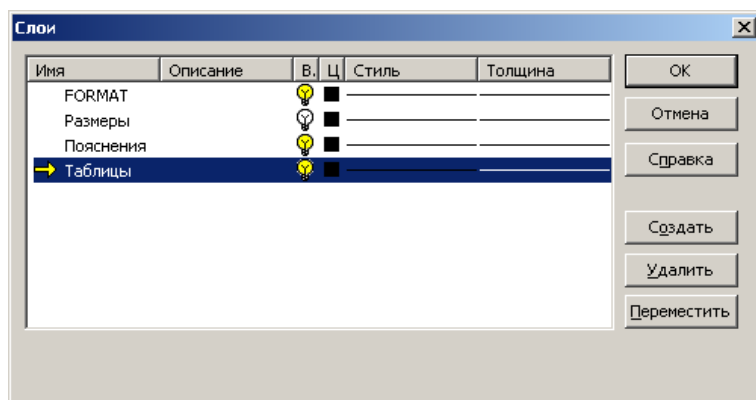 Слои
Имя Описание В. Ц Стиль Толщина
FORMAT
Размеры
Пояснения
Таблицы
OK
Отмена
Справка
Создать
Удалить
Переместить